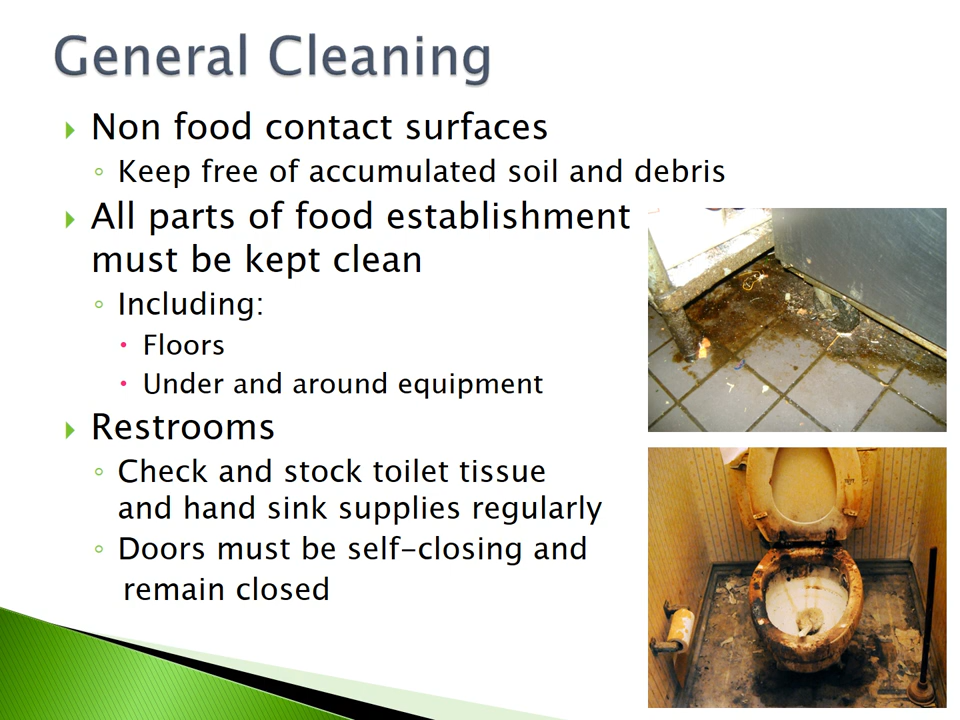 General Cleaning
Non food contact surfaces
Keep free of accumulated soil and debris
All parts of food establishment
must be kept clean
Including:
Floors
Under and around equipment
Restrooms
Check and stock toilet tissue
and hand sink supplies regularly
Doors must be self-closing and
remain closed